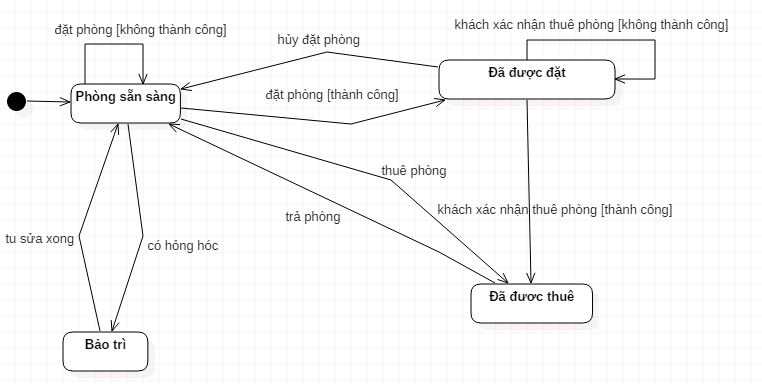 khách xác nhận thuê phòng [không thành công]
đặt phòng [không thành công]
hủy đặt phòng
Đã được đặt
Phòng sẵn sàng
đặt phòng [thành công]
thuê phòng
khách xác nhận thuê phòng [thành công]
trả phòng
tu sửa xong
có hỏng hóc
Đã đươc thuê
Bảo trì